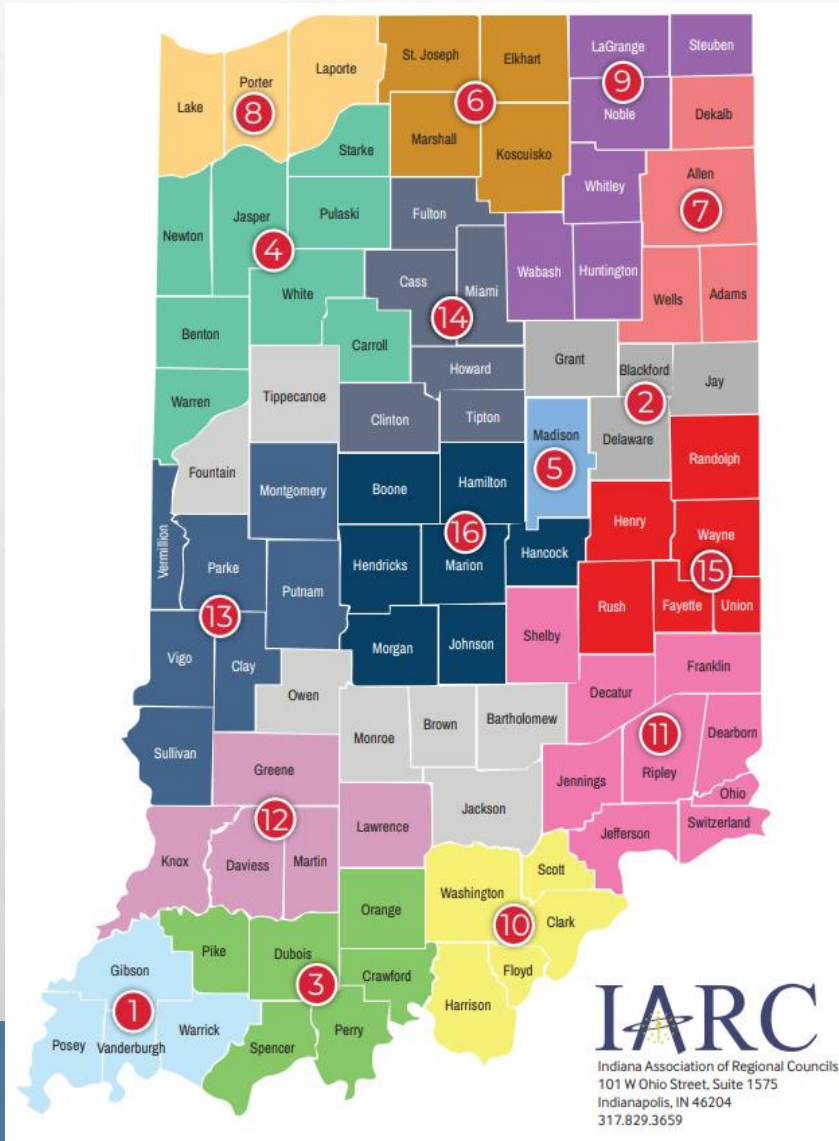 LaGrange
Steuben
St. Joseph
Elkhart
Laporte
Porter
Lake
8
6
9
Noble
Dekalb
Marshall
Koscuisko
Starke
Allen
Whitley
7
Jasper
Pulaski
Fulton
Newton
4
Cass
Miami
Wabash
Huntington
White
Wells
Adams
14
Benton
Carroll
Grant
Blackford
Jay
Howard
Tippecanoe
2
Warren
Clinton
Tipton
Madison
Delaware
5
Randolph
Fountain
Montgomery
Boone
Hamilton
Henry
Wayne
16
Vermillion
Parke
Hendricks
Marion
Hancock
15
Putnam
Rush
Fayette
Union
13
Shelby
Morgan
Johnson
Vigo
Clay
Franklin
Owen
Decatur
Brown
Bartholomew
Monroe
Dearborn
11
Sullivan
Greene
Jennings
Ripley
Ohio
Jackson
12
Lawrence
Switzerland
Jefferson
Knox
Daviess
Martin
Scott
Washington
Orange
Clark
10
Pike
Dubois
Gibson
Crawford
Floyd
3
Harrison
1
Warrick
Perry
Posey
Vanderburgh
Spencer
IARC
Indiana Association of Regional Councils
101 W Ohio Street, Suite 1575
Indianapolis, IN 46204
317.829.3659